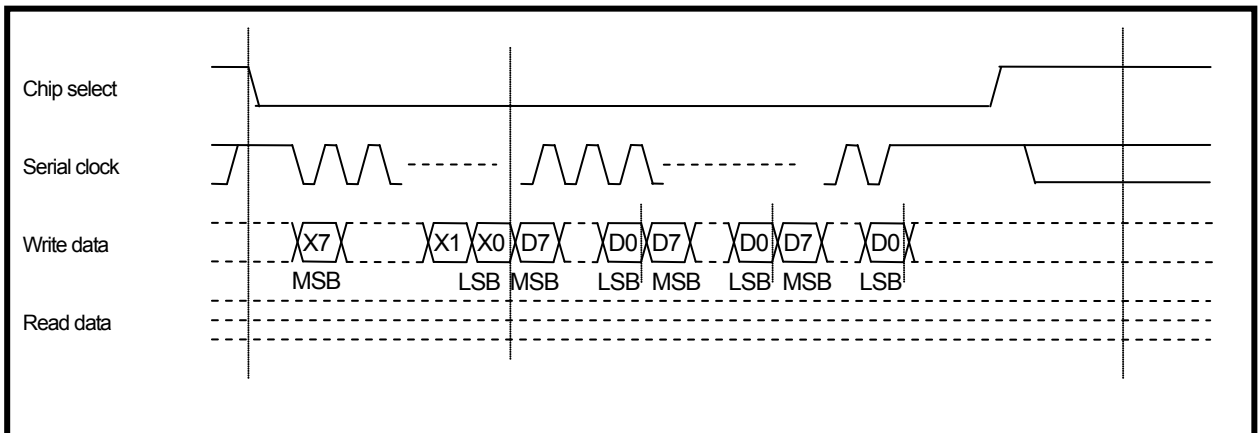 Chip select
Serial clock
Write data
X7 X1 X0 D7 D0 D7 D0 D7 D0
MSB LSB MSB LSB MSB LSB MSB LSB
Read data